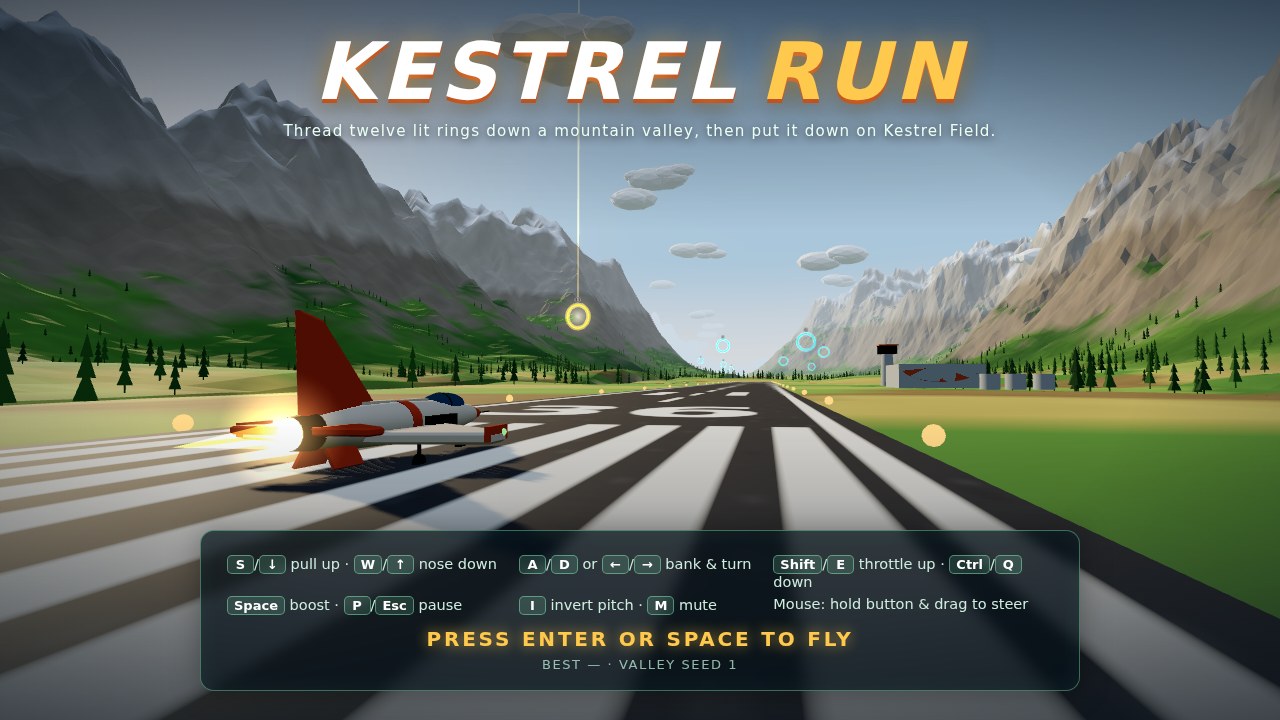 KESTREL RUN
Thread twelve lit rings down a mountain valley, then put it down on Kestrel Field.
36
S/↓ pull up · W/↑ nose down
A/D or ←/→ bank & turn
Shift/E throttle up · Ctrl/Q
down
Space boost · P/Esc pause
I invert pitch · M mute
Mouse: hold button & drag to steer
PRESS ENTER OR SPACE TO FLY
BEST — · VALLEY SEED 1